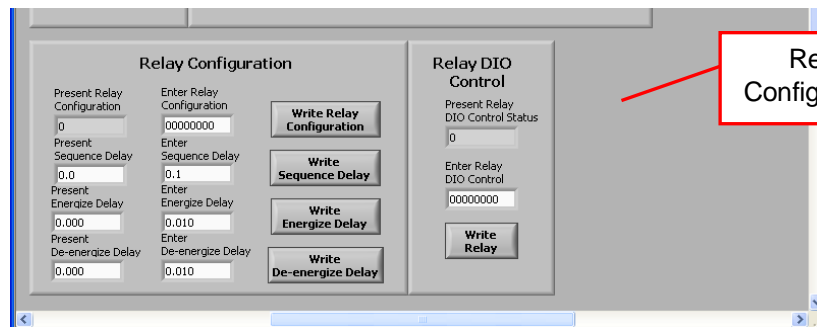 Relay Configuration
Present Relay
Configuration
0
Enter Relay
Configuration
00000000
Write Relay
Configuration
Present
Sequence Delay
0.0
Enter
Sequence Delay
0.1
Write
Sequence Delay
Present
Energize Delay
0.000
Enter
Energize Delay
0.010
Write
Energize Delay
Present
De-energize Delay
0.000
Enter
De-energize Delay
0.010
Write
De-energize Delay
Relay DIO
Control
Present Relay
DIO Control Status
0
Enter Relay
DIO Control
00000000
Write
Relay
Re
Config